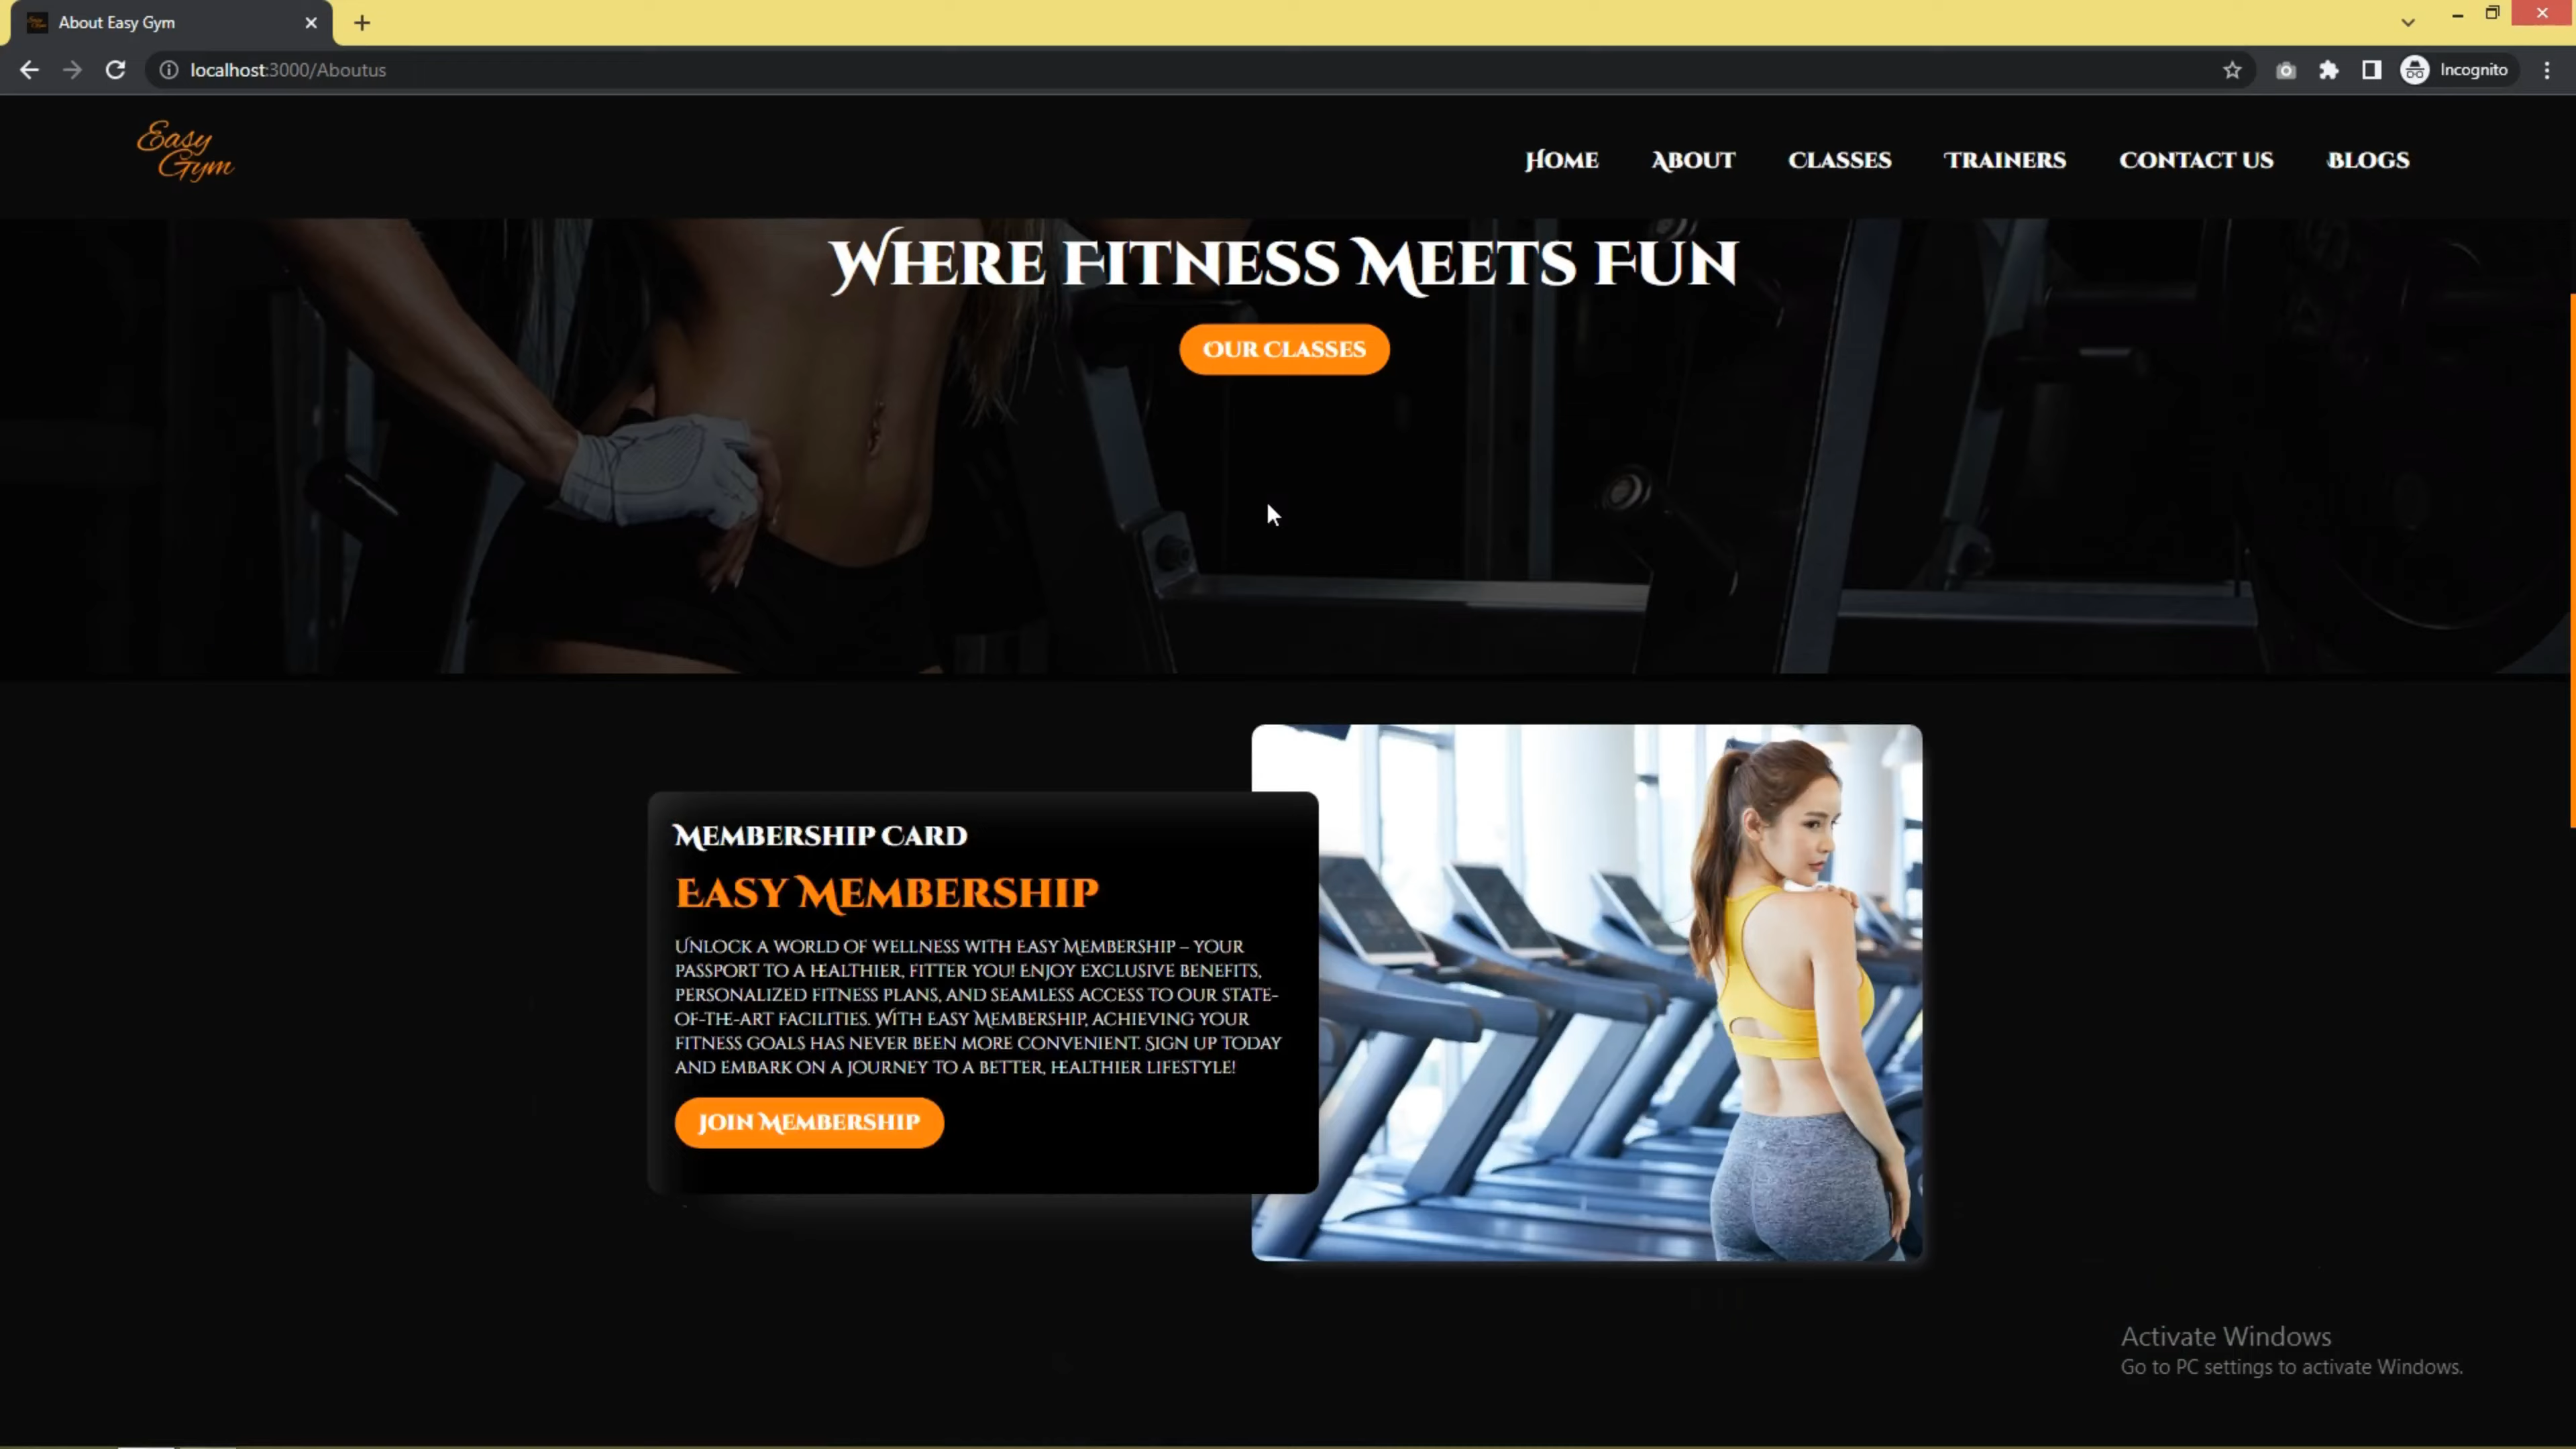 About Easy Gym
localhost:3000/Aboutus
Incognito
Easy
Gym
Home About Classes Trainers Contact us Blogs
Where Fitness Meets Fun
Our Classes
Membership Card
Easy Membership
Unlock a world of wellness with Easy Membership – your
passport to a healthier, fitter you! Enjoy exclusive benefits,
personalized fitness plans, and seamless access to our state-
of-the-art facilities. With Easy Membership, achieving your
fitness goals has never been more convenient. Sign up today
and embark on a journey to a better, healthier lifestyle!
Join Membership
Activate Windows
Go to PC settings to activate Windows.